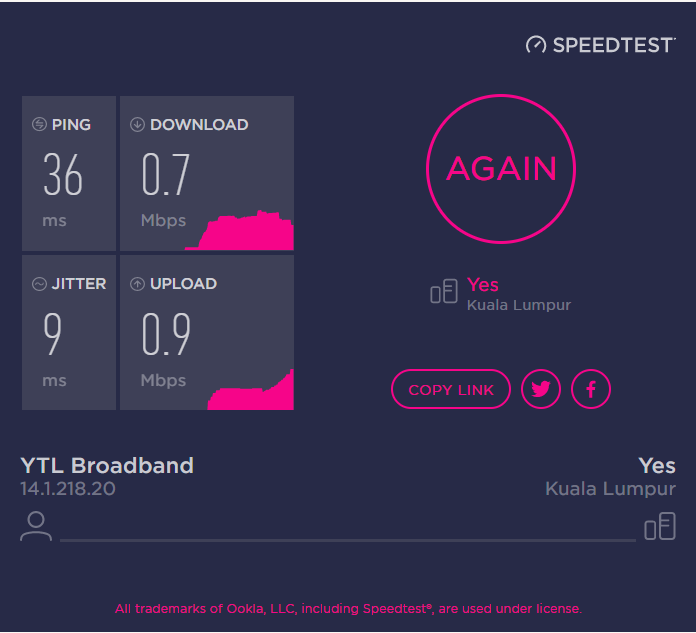 SPEEDTEST
PING
36
ms
DOWNLOAD
0.7
Mbps
AGAIN
JITTER
9
ms
UPLOAD
0.9
Mbps
Yes
Kuala Lumpur
COPY LINK
YTL Broadband
14.1.218.20
Yes
Kuala Lumpur
All trademarks of Ookla, LLC, including Speedtest®, are used under license.